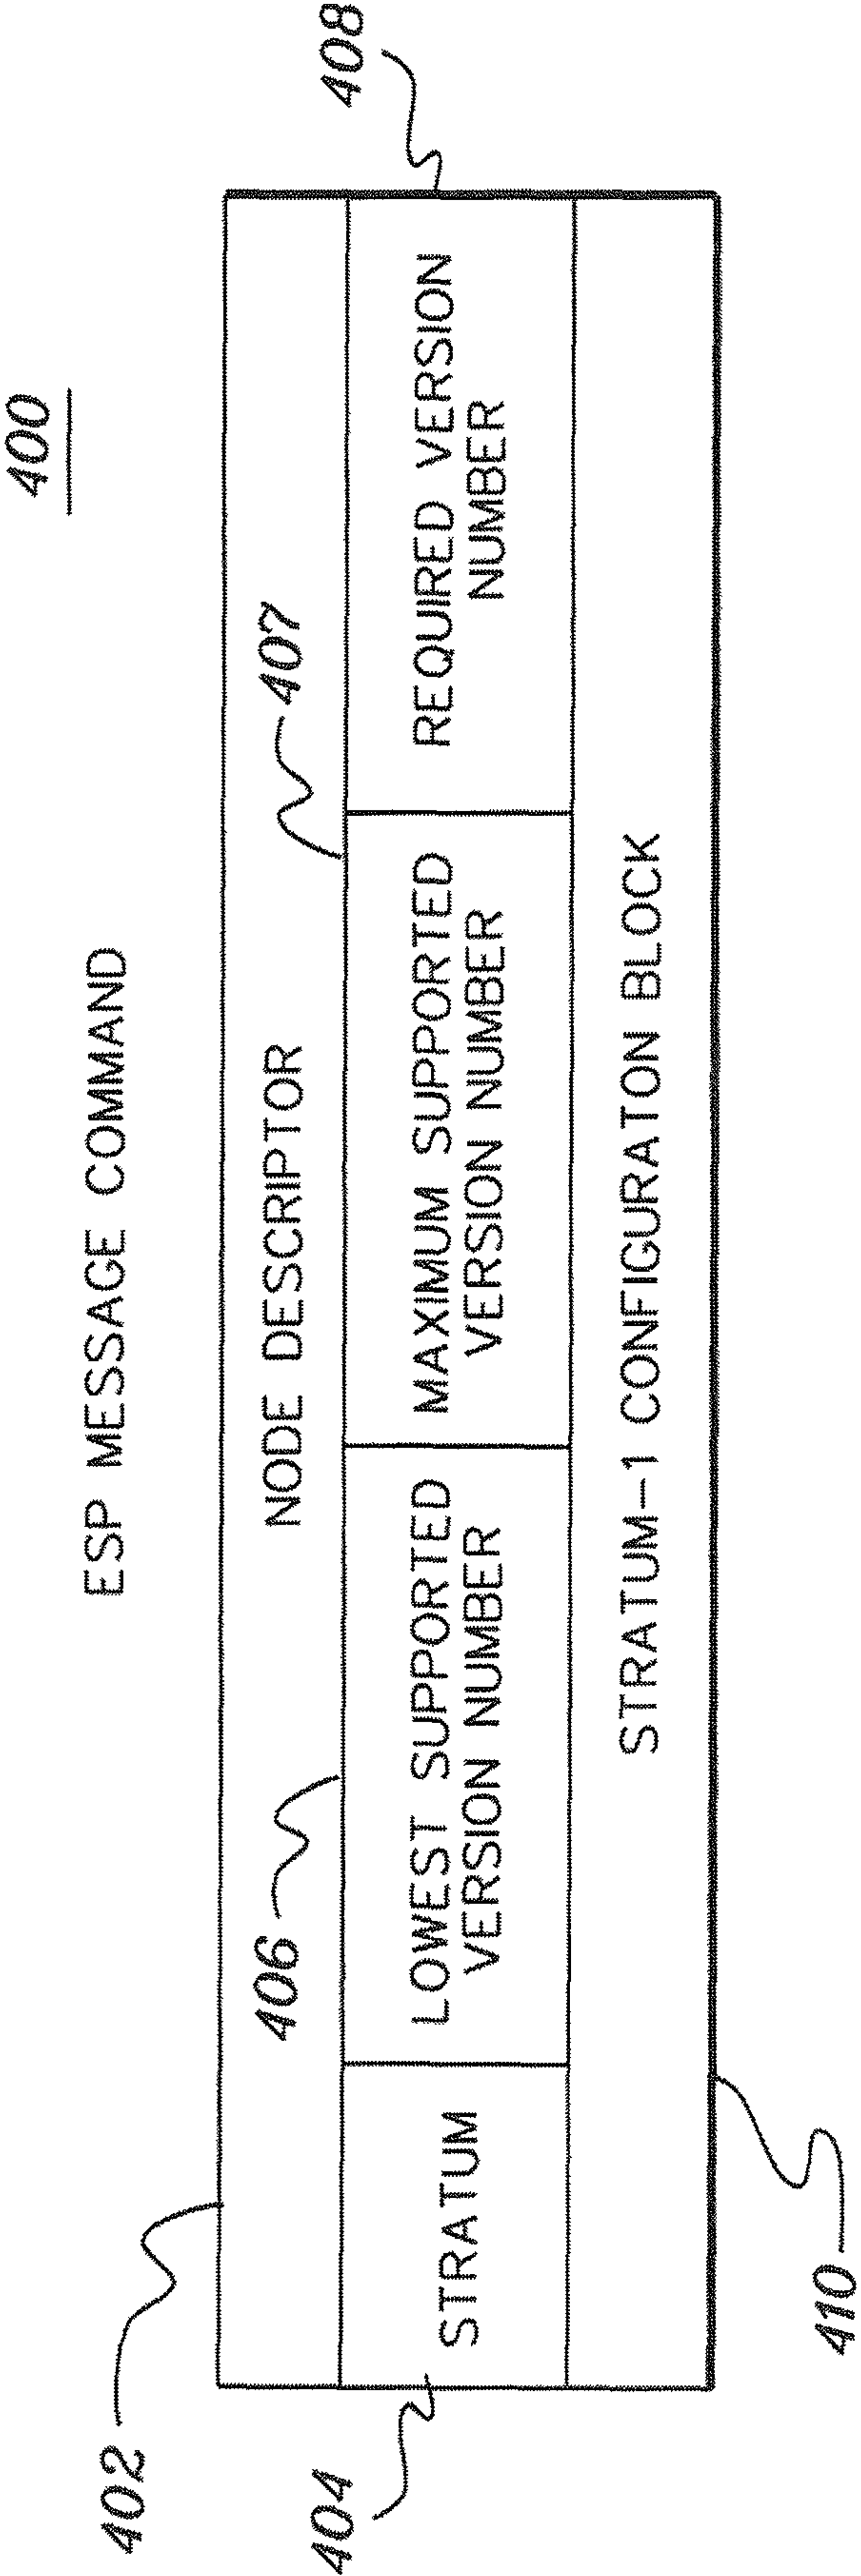 400
ESP MESSAGE COMMAND
402
NODE DESCRIPTOR
406
407
404
STRATUM
LOWEST SUPPORTED
VERSION NUMBER
MAXIMUM SUPPORTED
VERSION NUMBER
REQUIRED VERSION
NUMBER
408
STRATUM-1 CONFIGURATON BLOCK
410